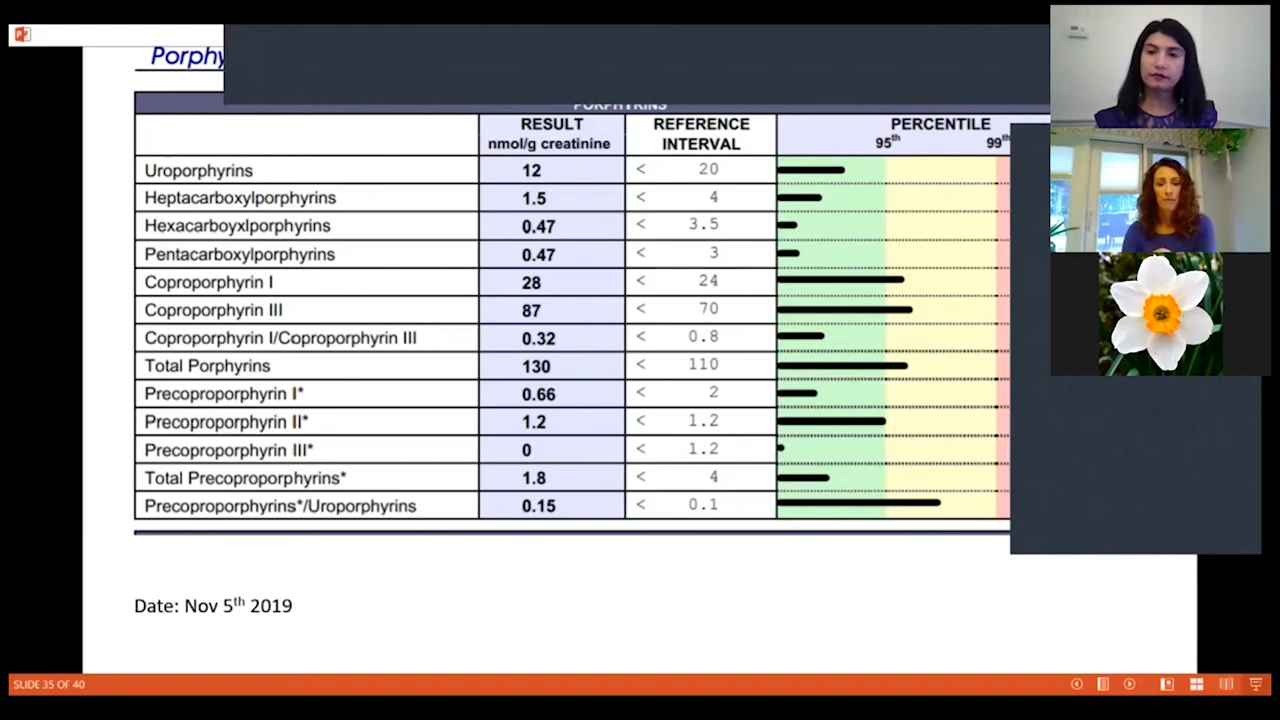 Porphy
PORPHYRINS
RESULT REFERENCE PERCENTILE
nmol/g creatinine INTERVAL 95th 99th
Uroporphyrins 12 < 20
Heptacarboxylporphyrins 1.5 < 4
Hexacarboyxlporphyrins 0.47 < 3.5
Pentacarboxylporphyrins 0.47 < 3
Coproporphyrin I 28 < 24
Coproporphyrin III 87 < 70
Coproporphyrin I/Coproporphyrin III 0.32 < 0.8
Total Porphyrins 130 < 110
Precoproporphyrin I* 0.66 < 2
Precoproporphyrin II* 1.2 < 1.2
Precoproporphyrin III* 0 < 1.2
Total Precoproporphyrins* 1.8 < 4
Precoproporphyrins*/Uroporphyrins 0.15 < 0.1
Date: Nov 5th 2019
SLIDE 35 OF 40